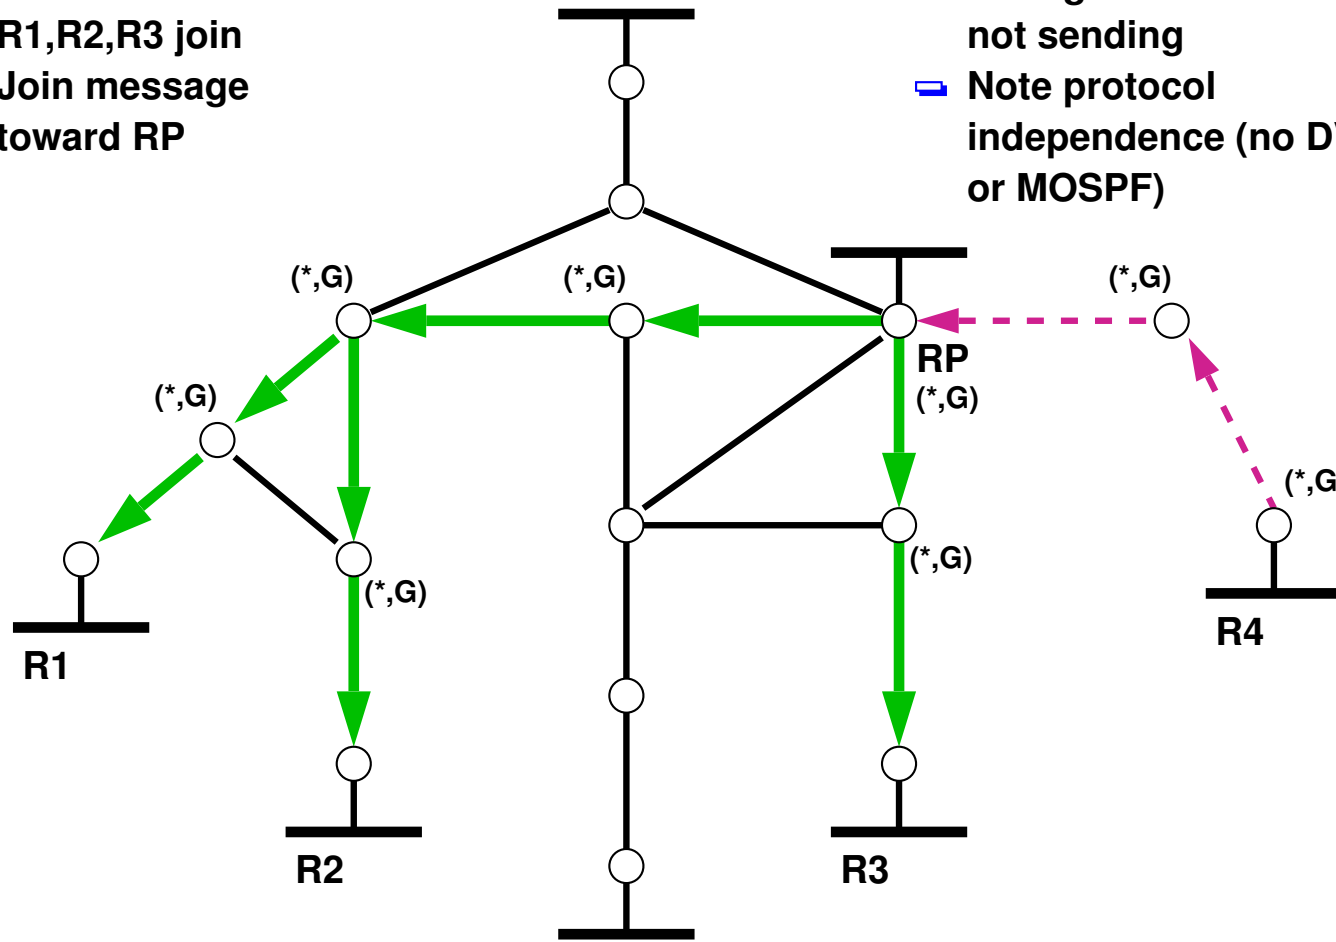 R1,R2,R3 join
Join message
toward RP
not sending
Note protocol
independence (no
or MOSPF)
(*,G)
(*,G)
(*,G)
RP
(*,G)
(*,G)
(*,G
(*,G)
(*,G)
R1
R4
R2
R3